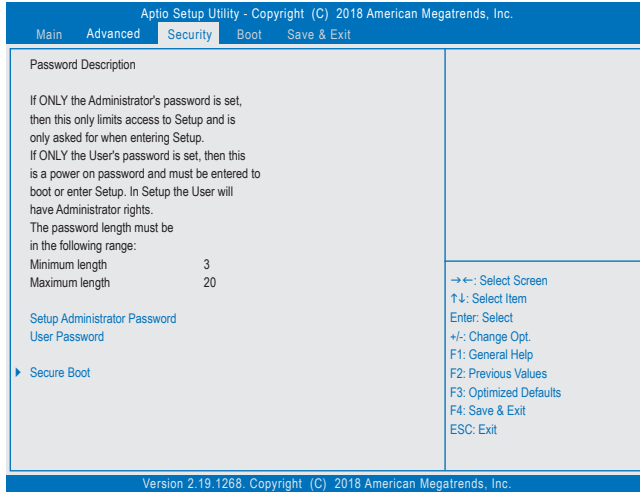 Aptio Setup Utility - Copyright (C) 2018 American Megatrends, Inc.
Main Advanced Security Boot Save & Exit
Password Description
If ONLY the Administrator's password is set,
then this only limits access to Setup and is
only asked for when entering Setup.
If ONLY the User's password is set, then this
is a power on password and must be entered to
boot or enter Setup. In Setup the User will
have Administrator rights.
The password length must be
in the following range:
Minimum length 3
Maximum length 20
Setup Administrator Password
User Password
Secure Boot
→←: Select Screen
↑↓: Select Item
Enter: Select
+/-: Change Opt.
F1: General Help
F2: Previous Values
F3: Optimized Defaults
F4: Save & Exit
ESC: Exit
Version 2.19.1268. Copyright (C) 2018 American Megatrends, Inc.